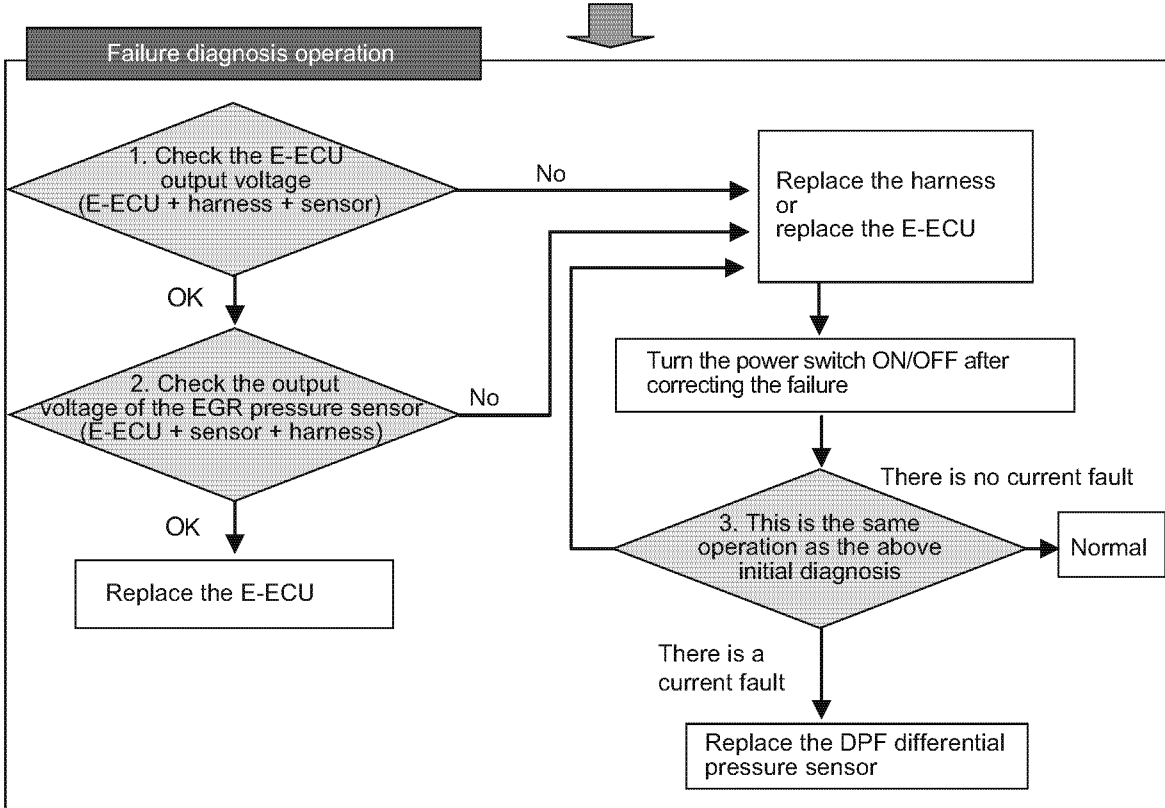 Failure diagnosis operation
1. Check the E-ECU
output voltage
(E-ECU + harness + sensor)
No
Replace the harness
or
replace the E-ECU
OK
Turn the power switch ON/OFF after
correcting the failure
2. Check the output
voltage of the EGR pressure sensor
(E-ECU + sensor + harness)
No
There is no current fault
3. This is the same
operation as the above
initial diagnosis
Normal
OK
Replace the E-ECU
There is a
current fault
Replace the DPF differential
pressure sensor